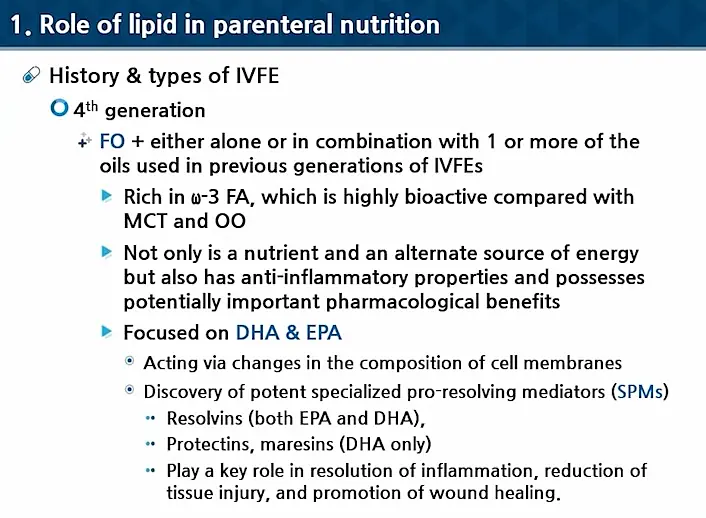 1. Role of lipid in parenteral nutrition
History & types of IVFE
4th generation
FO + either alone or in combination with 1 or more of the
oils used in previous generations of IVFEs
Rich in ω-3 FA, which is highly bioactive compared with
MCT and OO
Not only is a nutrient and an alternate source of energy
but also has anti-inflammatory properties and possesses
potentially important pharmacological benefits
Focused on DHA & EPA
Acting via changes in the composition of cell membranes
Discovery of potent specialized pro-resolving mediators (SPMs)
Resolvins (both EPA and DHA),
Protectins, maresins (DHA only)
Play a key role in resolution of inflammation, reduction of
tissue injury, and promotion of wound healing.